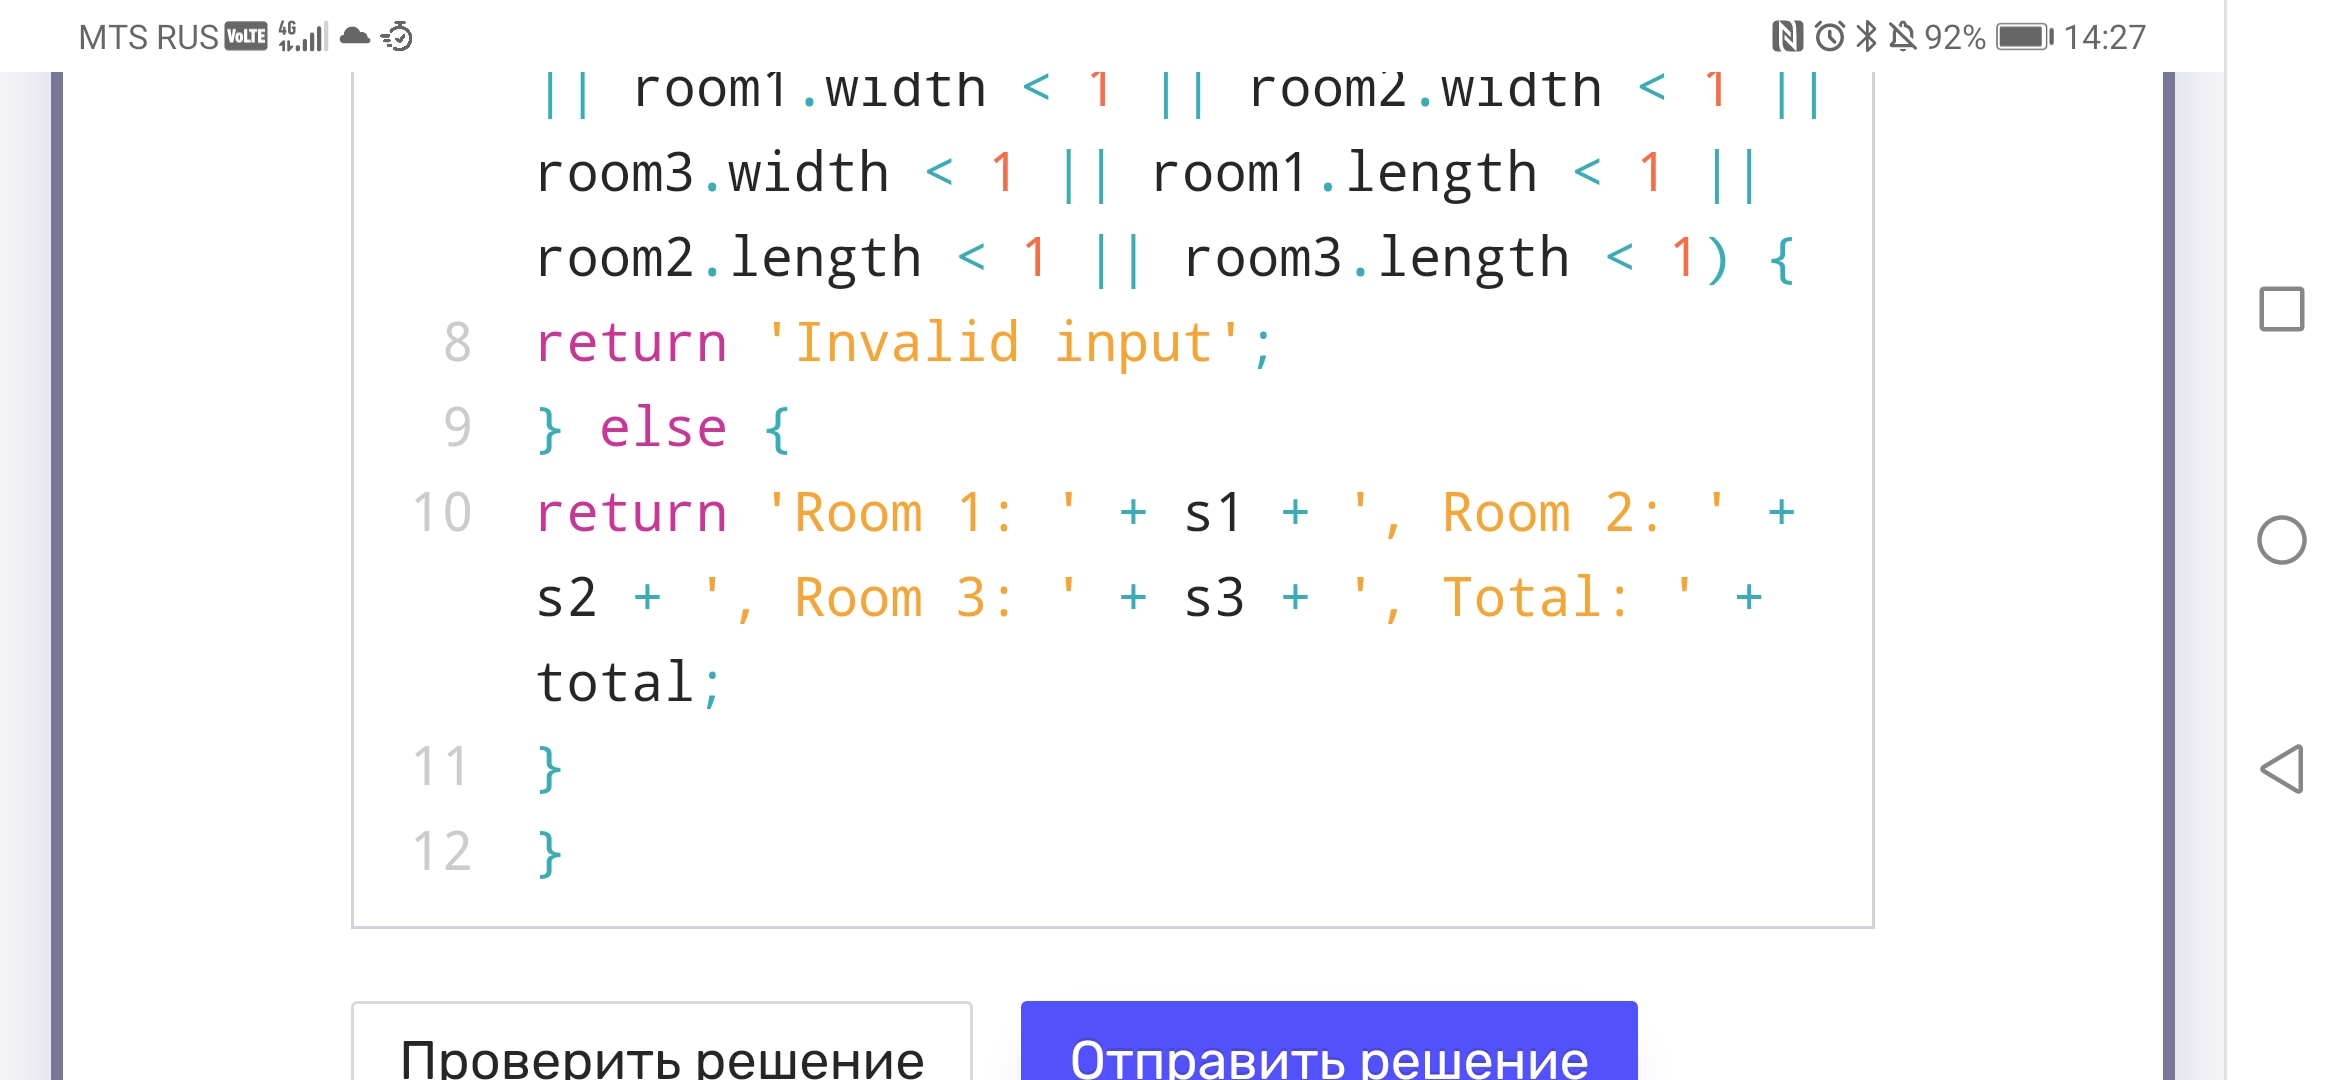 MTS RUS VoLTE 4G 92% 14:27
|| room1.width < 1 || room2.width < 1 ||
room3.width < 1 || room1.length < 1 ||
room2.length < 1 || room3.length < 1) {
8 return 'Invalid input';
9 } else {
10 return 'Room 1: ' + s1 + ', Room 2: ' +
s2 + ', Room 3: ' + s3 + ', Total: ' +
total;
11 }
12 }
Проверить решение
Отправить решение